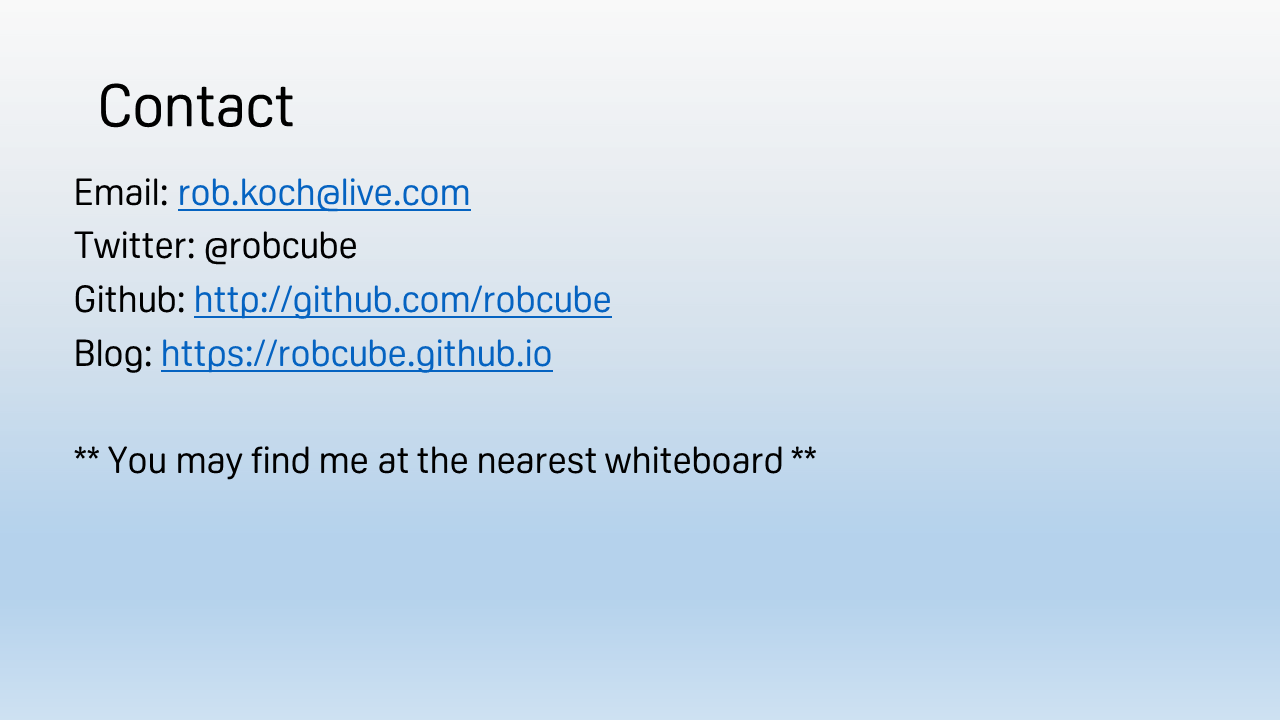 Contact
Email: rob.koch@live.com
Twitter: @robcube
Github: http://github.com/robcube
Blog: https://robcube.github.io
** You may find me at the nearest whiteboard **